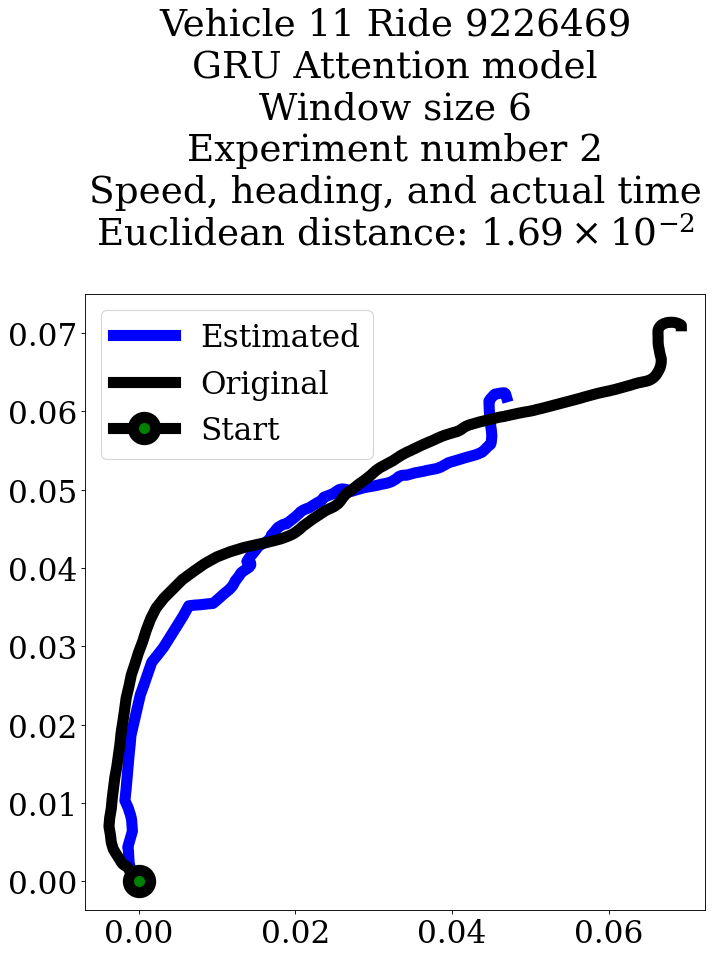 Vehicle 11 Ride 9226469
GRU Attention model
Window size 6
Experiment number 2
Speed, heading, and actual time
Euclidean distance: 1.69 × 10⁻²
Estimated
Original
Start
0.07
0.06
0.05
0.04
0.03
0.02
0.01
0.00
0.00 0.02 0.04 0.06